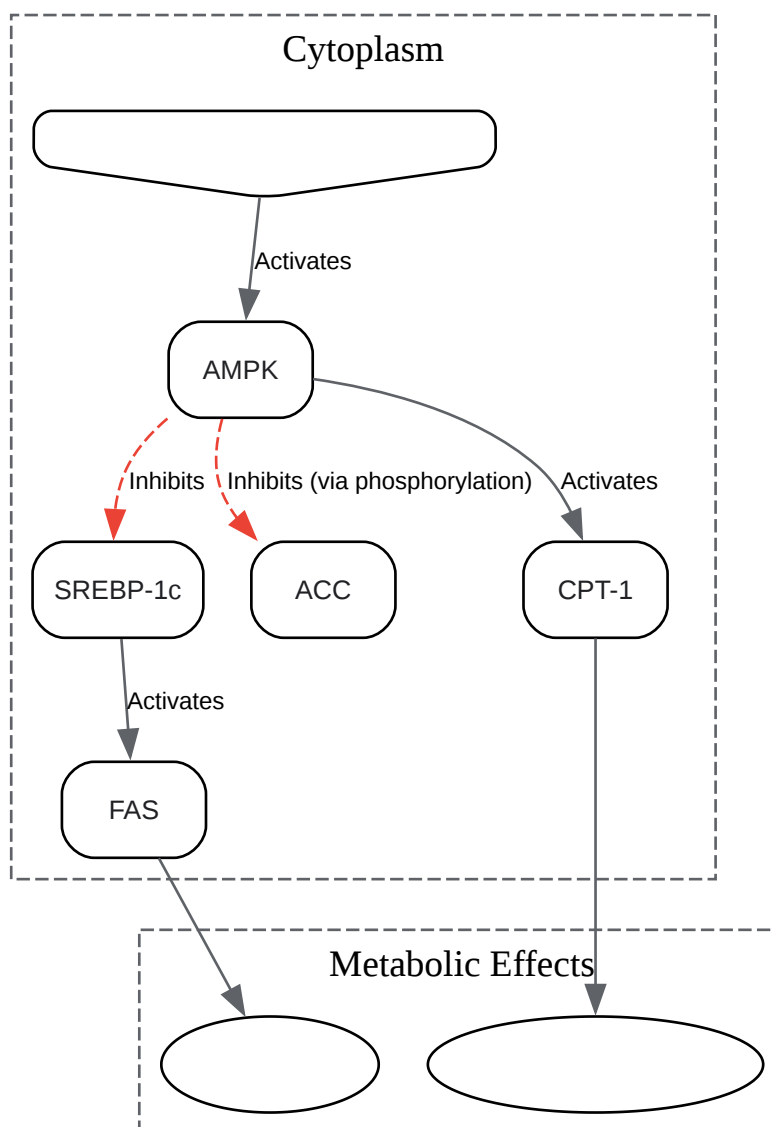 Cytoplasm
Activates
AMPK
Inhibits
Inhibits (via phosphorylation)
Activates
SREBP-1c
ACC
CPT-1
Activates
FAS
Metabolic Effects